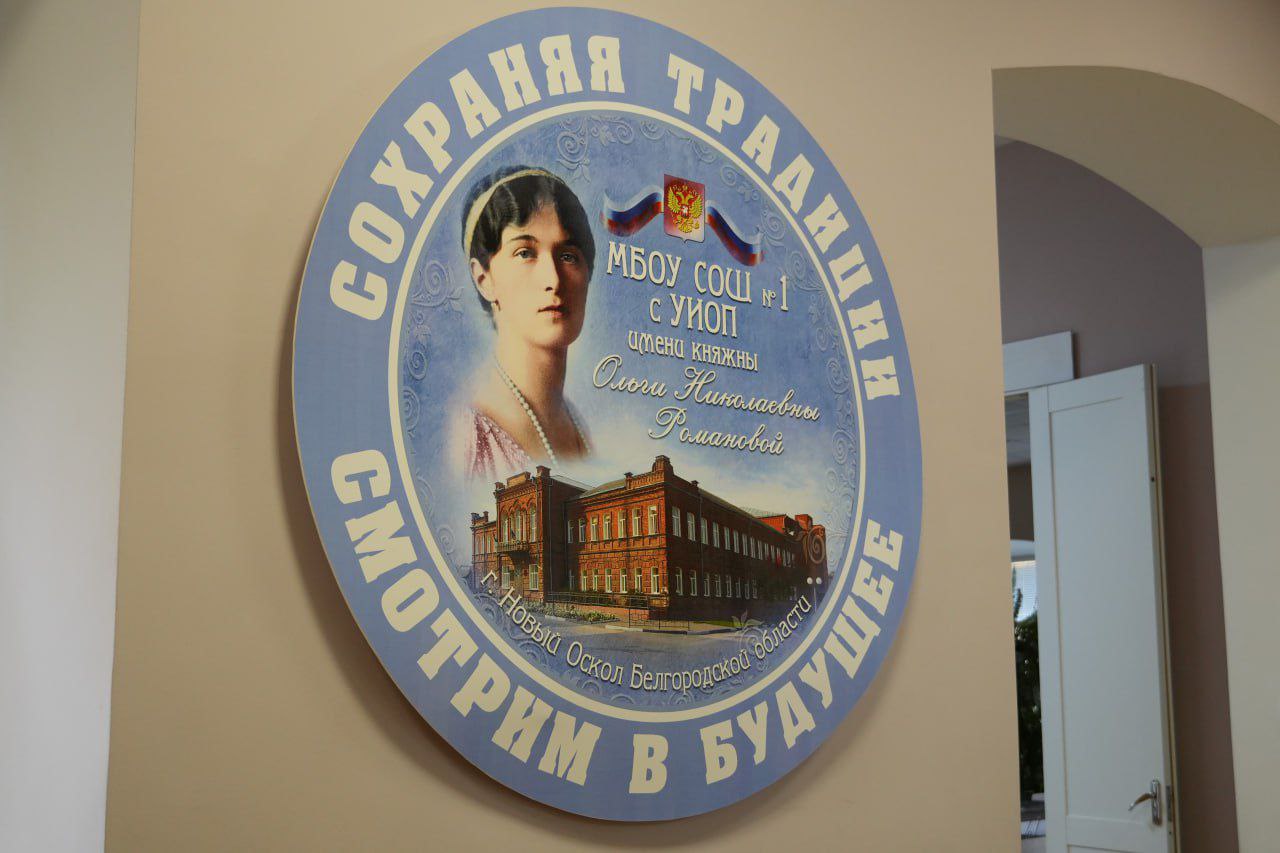 СОХРАНЯЯ ТРАДИЦИИ
МБОУ СОШ №1
с УИОП
имени княжны
Ольги Николаевны
Романовой
г. Новый Оскол Белгородской области
СМОТРИМ В БУДУЩЕЕ